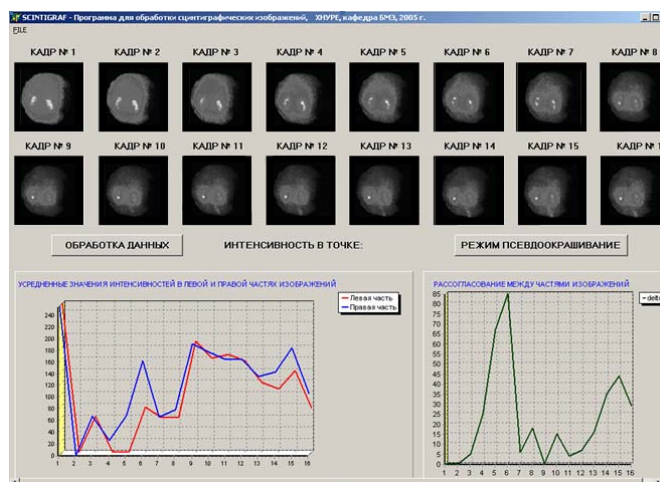 SCINTIGRAF - Программа для обработки сцинтиграфических изображений, ХНУРЕ, кафедра БМЭ, 2005 г.
FILE
КАДР № 1 КАДР № 2 КАДР № 3 КАДР № 4 КАДР № 5 КАДР № 6 КАДР № 7 КАДР № 8
КАДР № 9 КАДР № 10 КАДР № 11 КАДР № 12 КАДР № 13 КАДР № 14 КАДР № 15 КАДР № 1
ОБРАБОТКА ДАННЫХ ИНТЕНСИВНОСТЬ В ТОЧКЕ: РЕЖИМ ПСЕВДООКРАШИВАНИЕ
УСРЕДНЕННЫЕ ЗНАЧЕНИЯ ИНТЕНСИВНОСТЕЙ В ЛЕВОЙ И ПРАВОЙ ЧАСТЯХ ИЗОБРАЖЕНИЙ
Левая часть
Правая часть
240
220
200
180
160
140
120
100
80
60
40
20
0
1 2 3 4 5 6 7 8 9 10 11 12 13 14 15 16
РАССОГЛАСОВАНИЕ МЕЖДУ ЧАСТЯМИ ИЗОБРАЖЕНИЙ
delt
85
80
75
70
65
60
55
50
45
40
35
30
25
20
15
10
5
0
1 2 3 4 5 6 7 8 9 10 11 12 13 14 15 16